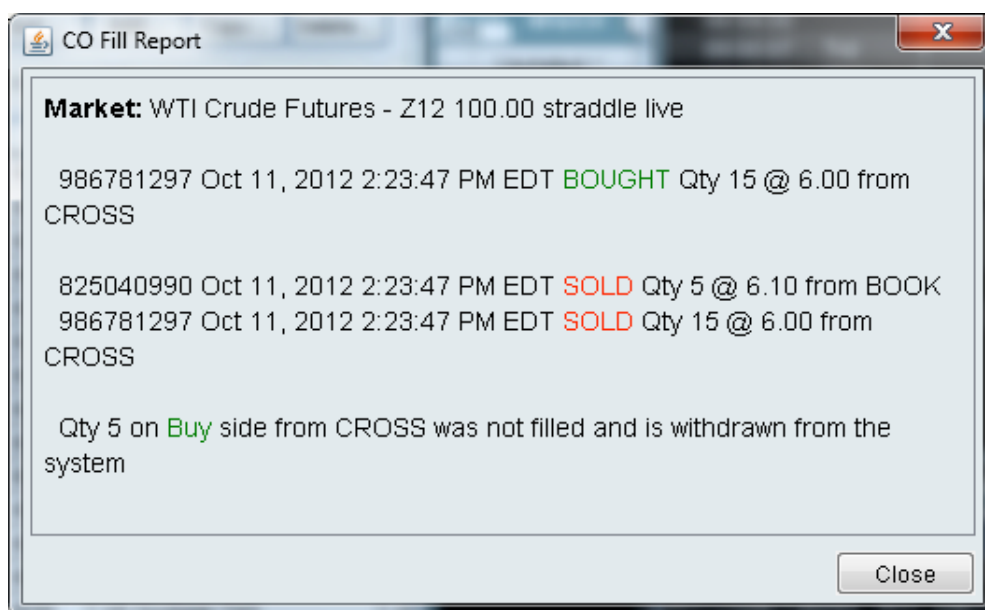 CO Fill Report
Market: WTI Crude Futures - Z12 100.00 straddle live
986781297 Oct 11, 2012 2:23:47 PM EDT BOUGHT Qty 15 @ 6.00 from
CROSS
825040990 Oct 11, 2012 2:23:47 PM EDT SOLD Qty 5 @ 6.10 from BOOK
986781297 Oct 11, 2012 2:23:47 PM EDT SOLD Qty 15 @ 6.00 from
CROSS
Qty 5 on Buy side from CROSS was not filled and is withdrawn from the
system
Close